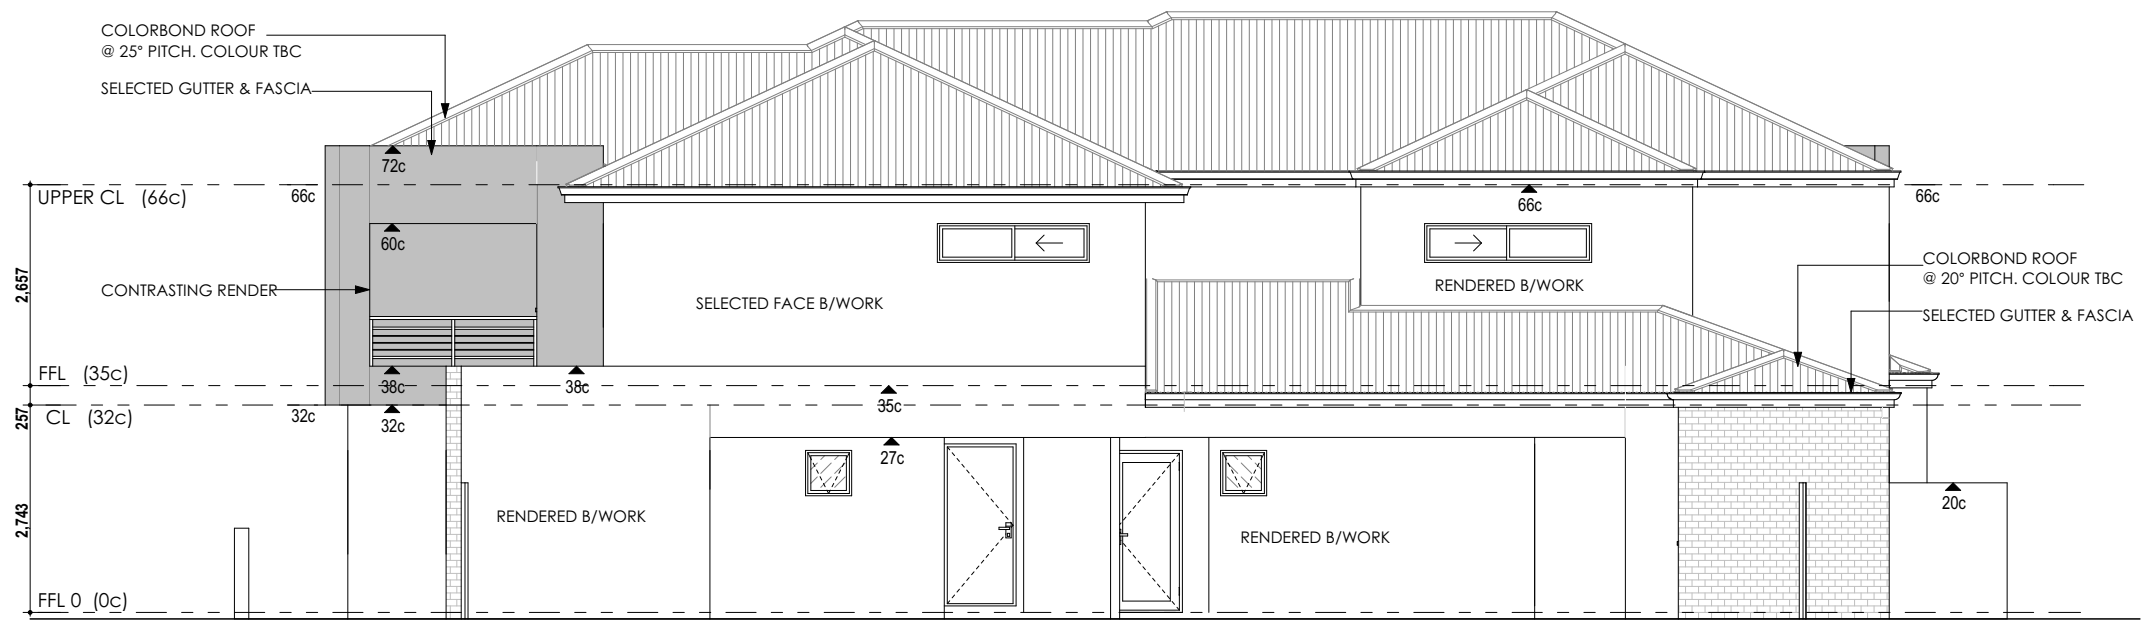 COLORBOND ROOF
@ 25° PITCH. COLOUR TBC
SELECTED GUTTER & FASCIA
72c
UPPER CL (66c)
66c
66c
66c
60c
2,657
CONTRASTING RENDER
SELECTED FACE B/WORK
RENDERED B/WORK
COLORBOND ROOF
@ 20° PITCH. COLOUR TBC
SELECTED GUTTER & FASCIA
FFL (35c)
38c
38c
35c
257
CL (32c)
32c
32c
27c
2,743
RENDERED B/WORK
RENDERED B/WORK
20c
FFL 0 (0c)